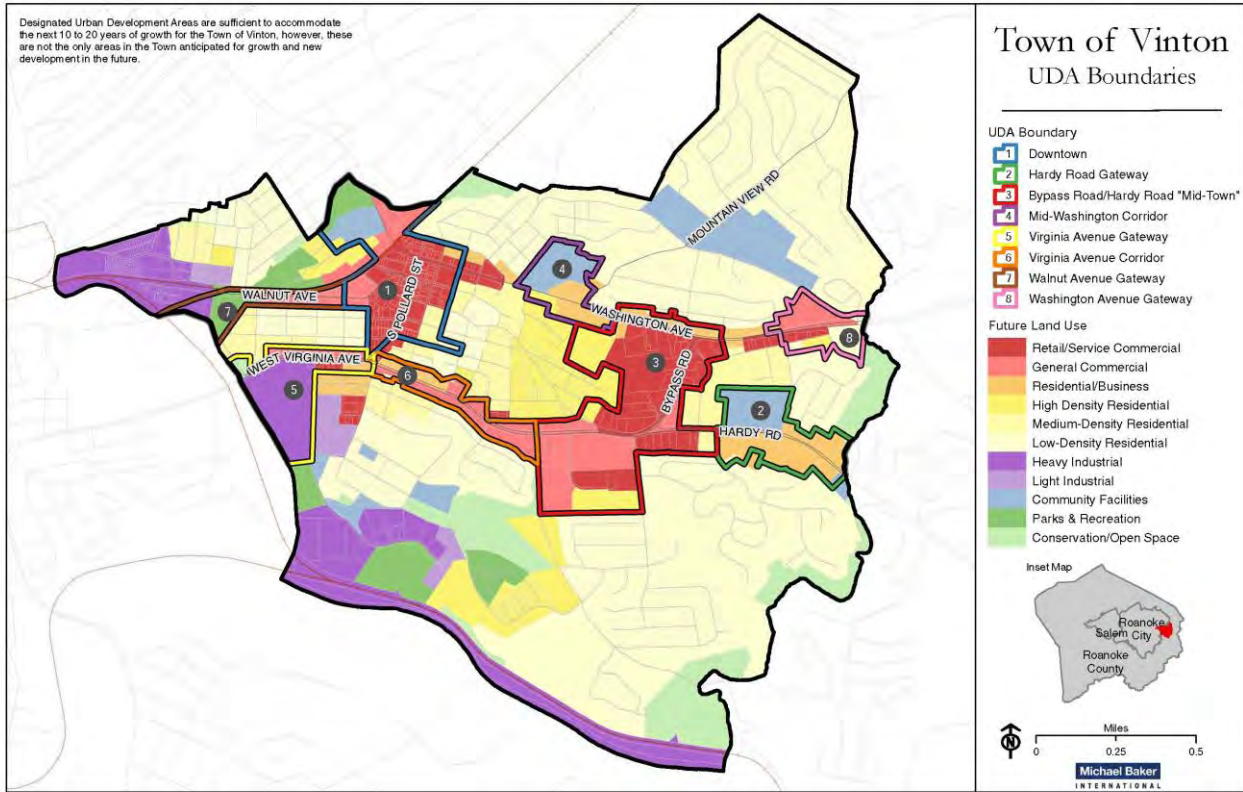 Designated Urban Development Areas are sufficient to accommodate
the next 10 to 20 years of growth for the Town of Vinton, however, these
are not the only areas in the Town anticipated for growth and new
development in the future.
MOUNTAIN VIEW RD
4
1
S POLLARD ST
WALNUT AVE
7
WASHINGTON AVE
8
3
BYPASS RD
WEST VIRGINIA AVE
6
5
2
HARDY RD
Town of Vinton
UDA Boundaries
UDA Boundary
1 Downtown
2 Hardy Road Gateway
3 Bypass Road/Hardy Road "Mid-Town"
4 Mid-Washington Corridor
5 Virginia Avenue Gateway
6 Virginia Avenue Corridor
7 Walnut Avenue Gateway
8 Washington Avenue Gateway
Future Land Use
Retail/Service Commercial
General Commercial
Residential/Business
High Density Residential
Medium-Density Residential
Low-Density Residential
Heavy Industrial
Light Industrial
Community Facilities
Parks & Recreation
Conservation/Open Space
Inset Map
Roanoke
City
Salem
Roanoke
County
N
Miles
0 0.25 0.5
Michael Baker
INTERNATIONAL